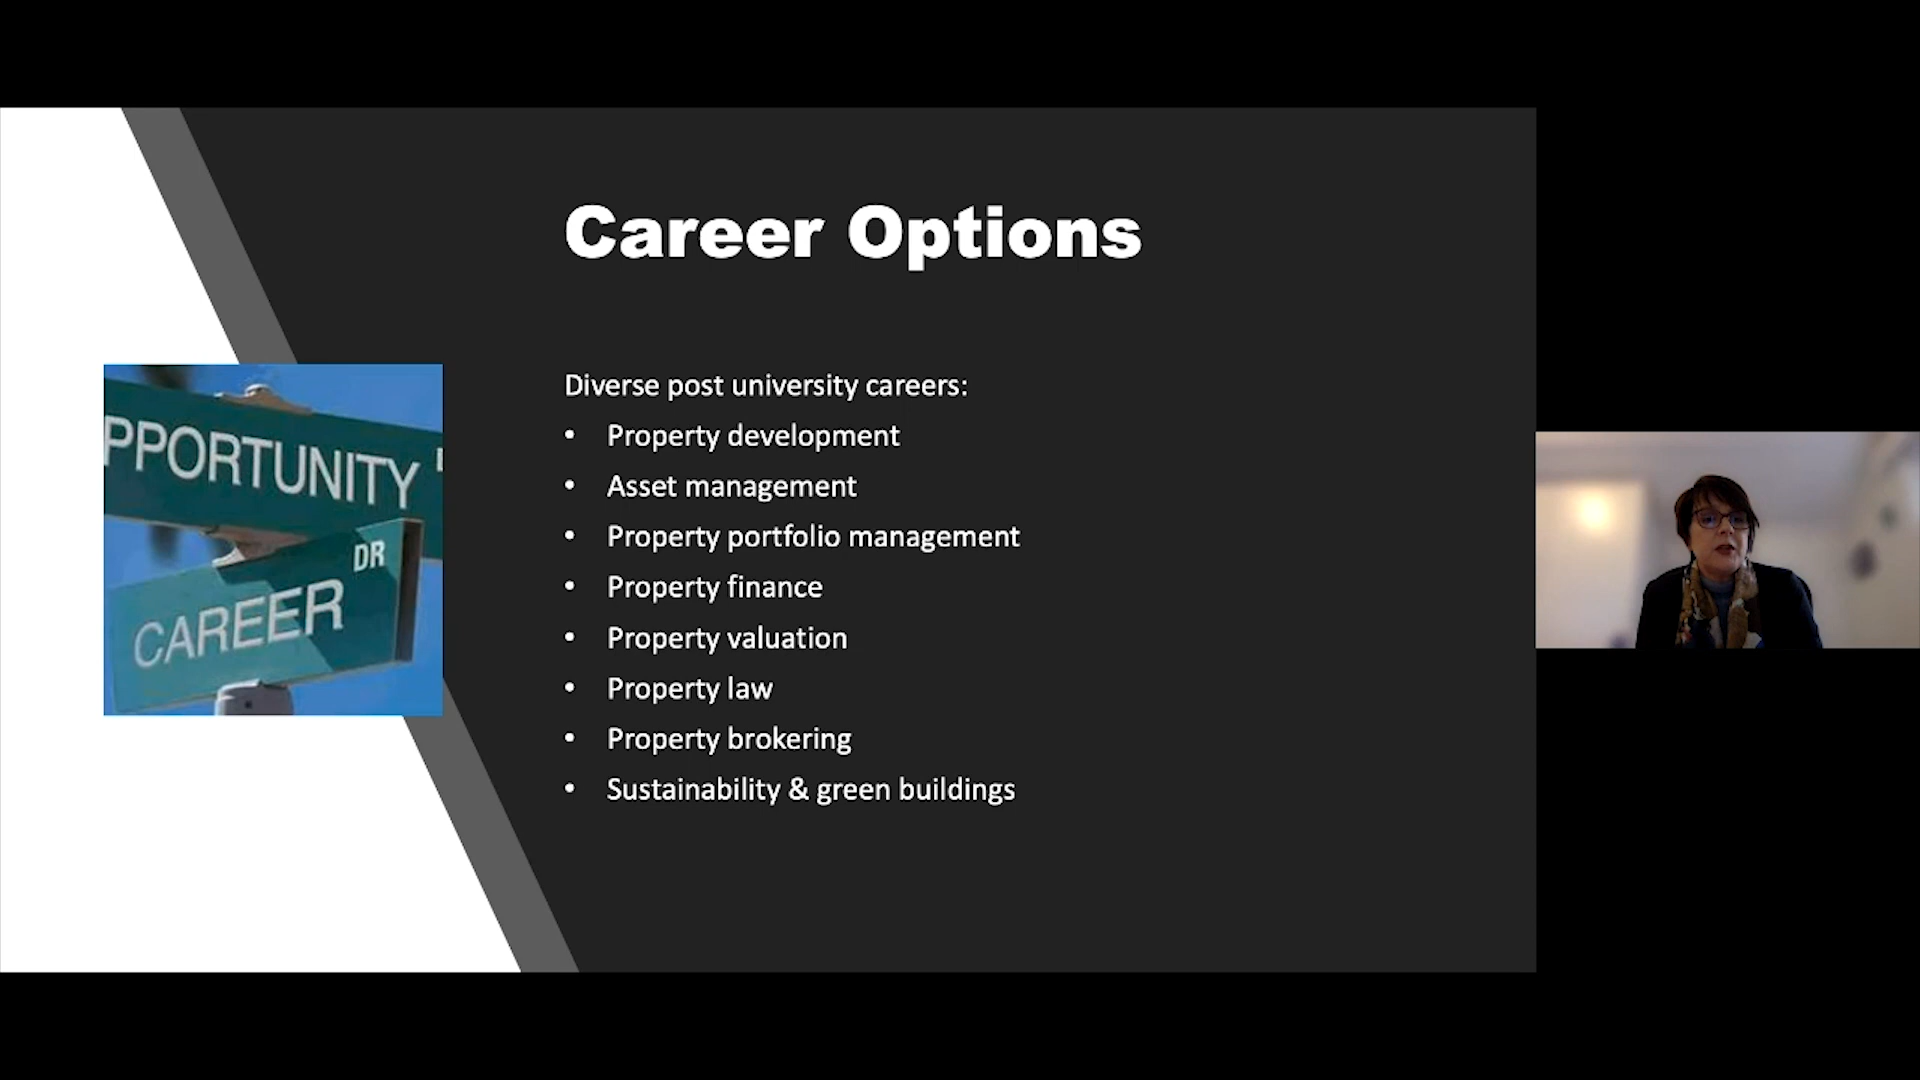 Career Options
Diverse post university careers:
• Property development
• Asset management
• Property portfolio management
• Property finance
• Property valuation
• Property law
• Property brokering
• Sustainability & green buildings
PPORTUNITY
DR
CAREER